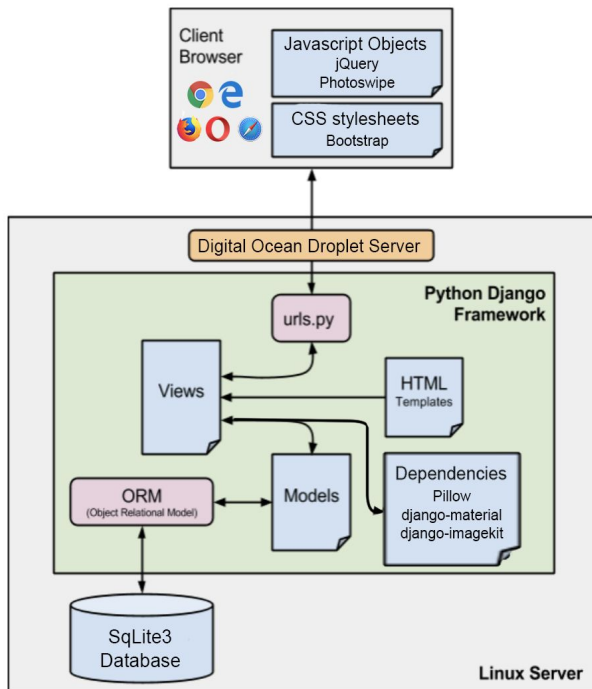 Client
Browser
Javascript Objects
jQuery
Photoswipe
CSS stylesheets
Bootstrap
Digital Ocean Droplet Server
Python Django
Framework
urls.py
Views
HTML
Templates
ORM
(Object Relational Model)
Models
Dependencies
Pillow
django-material
django-imagekit
SqLite3
Database
Linux Server